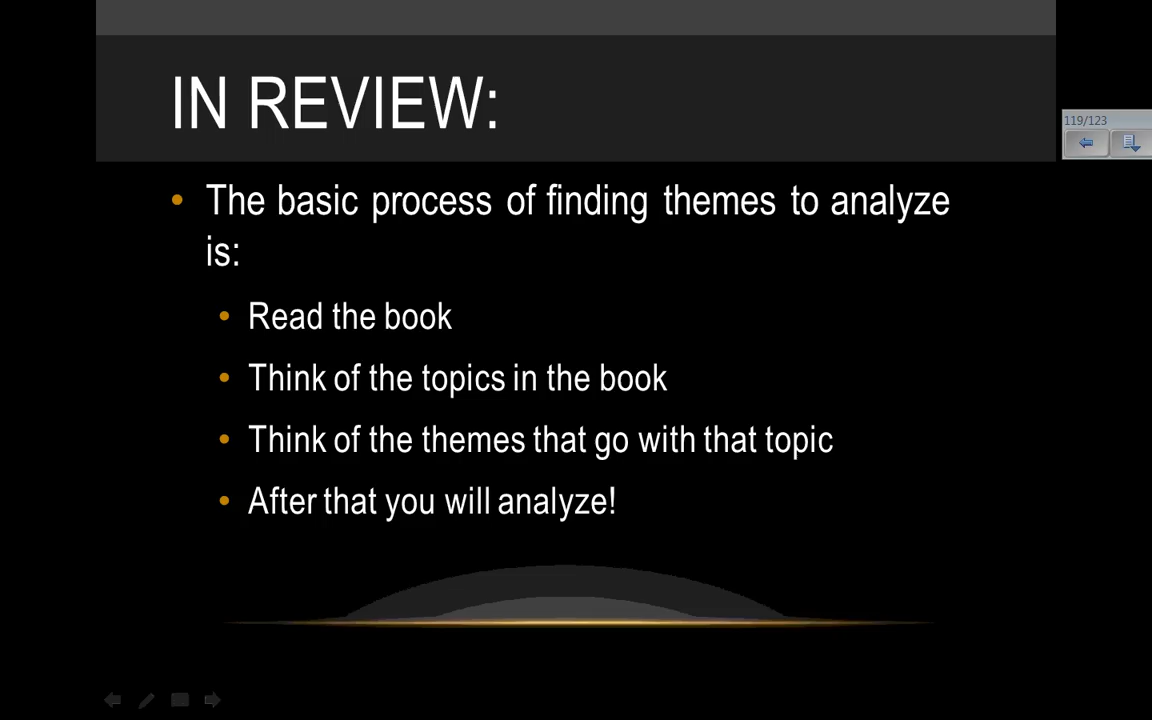 IN REVIEW:
119/123
• The basic process of finding themes to analyze
is:
• Read the book
• Think of the topics in the book
• Think of the themes that go with that topic
• After that you will analyze!